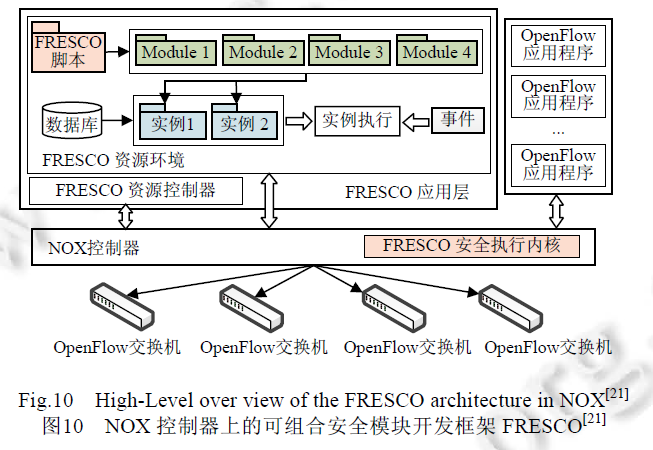 FRESCO
脚本
Module 1
Module 2
Module 3
Module 4
数据库
实例1
实例 2
实例执行
事件
FRESCO 资源环境
FRESCO 资源控制器
FRESCO 应用层
OpenFlow
应用程序
OpenFlow
应用程序
...
OpenFlow
应用程序
NOX控制器
FRESCO 安全执行内核
OpenFlow交换机
OpenFlow交换机
OpenFlow交换机
OpenFlow交换机
Fig.10 High-Level over view of the FRESCO architecture in NOX[21]
图10 NOX 控制器上的可组合安全模块开发框架 FRESCO[21]